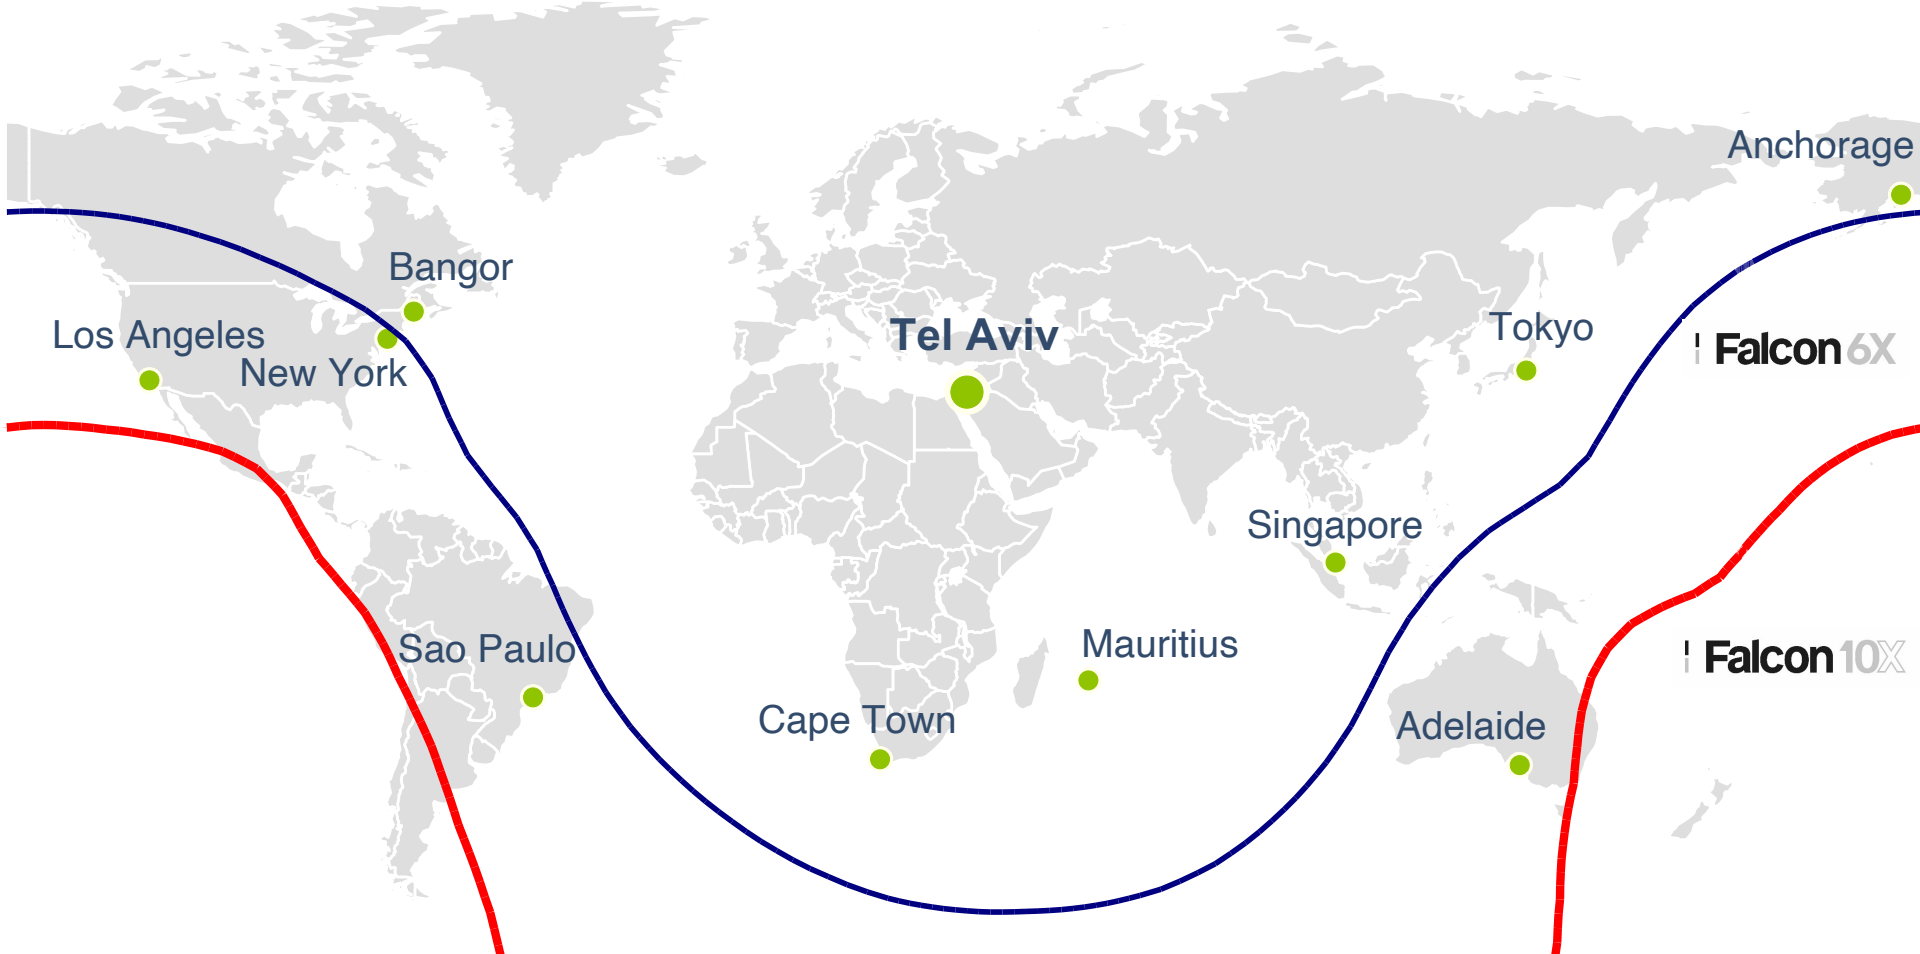 Anchorage
Bangor
Los Angeles
Tel Aviv
Tokyo
Falcon 6X
New York
Singapore
Sao Paulo
Mauritius
Falcon 10X
Cape Town
Adelaide